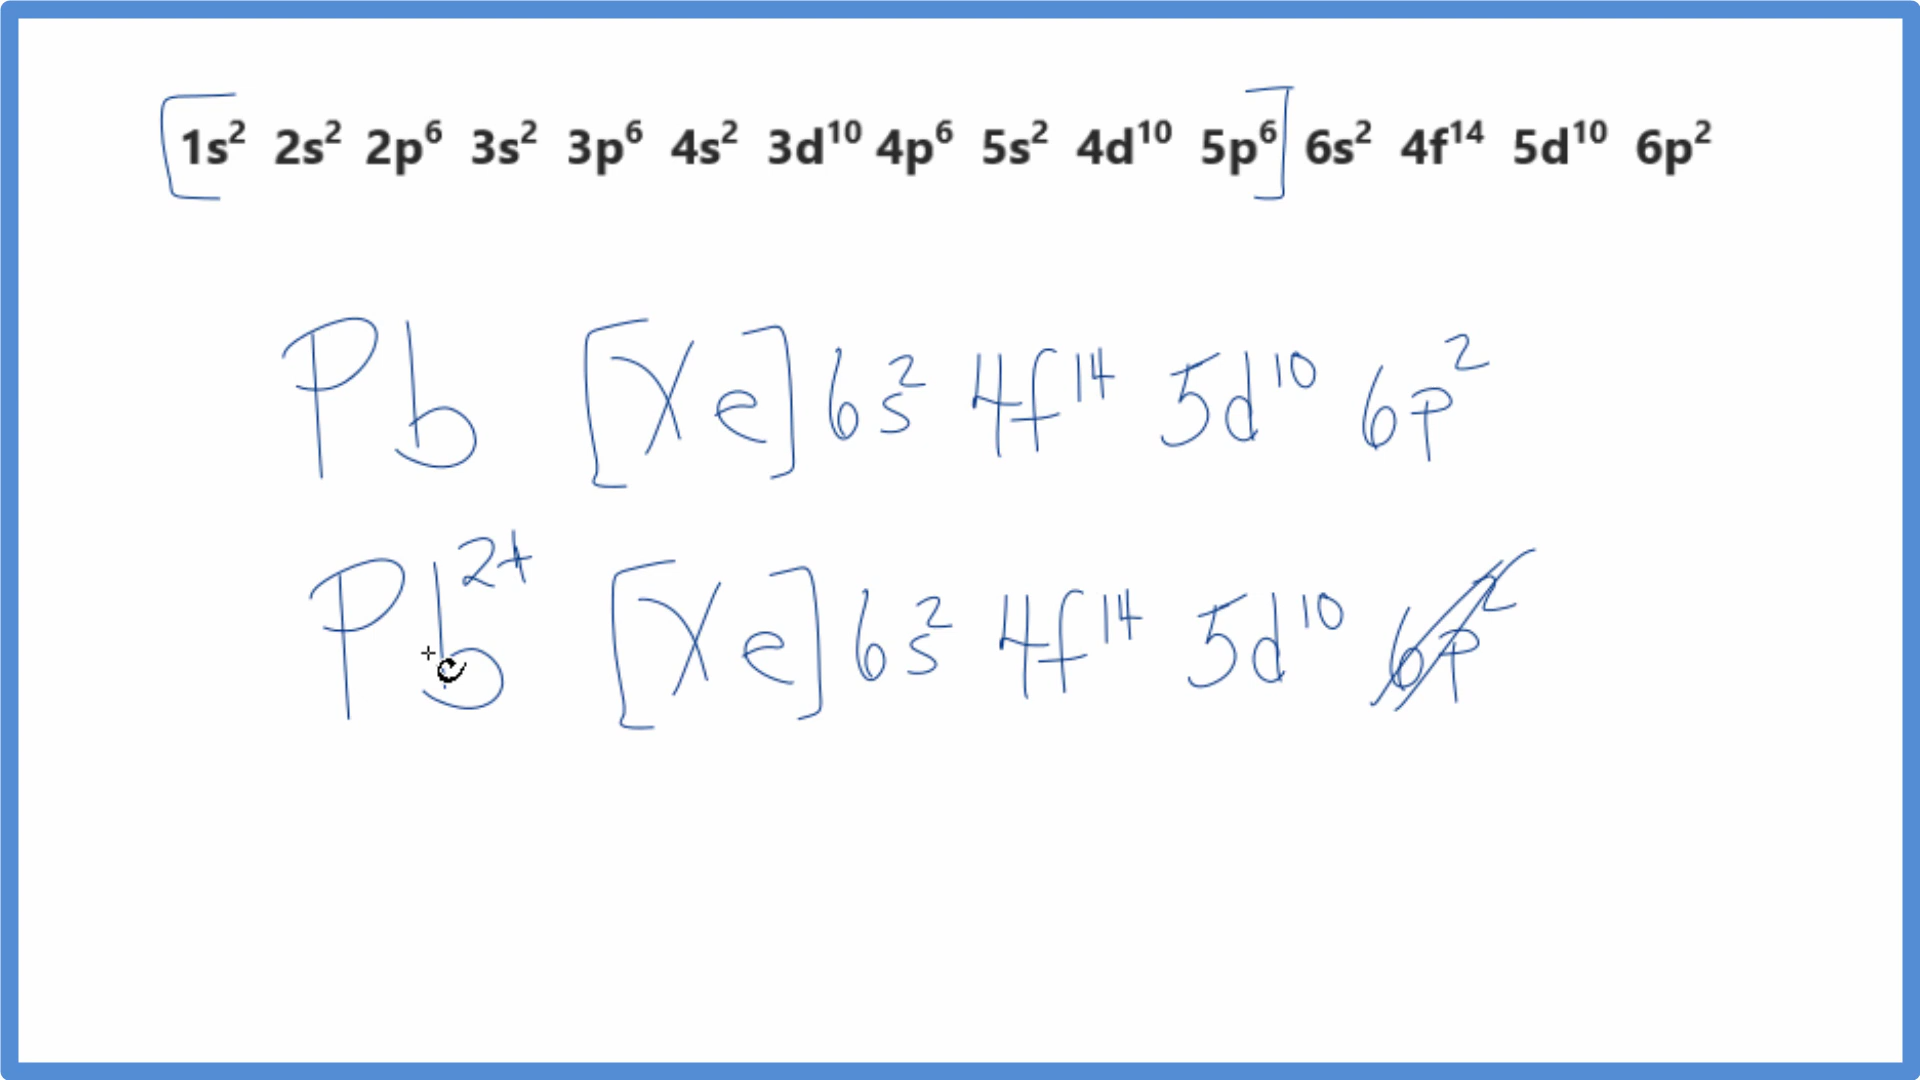 [1s² 2s² 2p⁶ 3s² 3p⁶ 4s² 3d¹⁰ 4p⁶ 5s² 4d¹⁰ 5p⁶] 6s² 4f¹⁴ 5d¹⁰ 6p²
Pb [Xe] 6s² 4f¹⁴ 5d¹⁰ 6p²
Pb²⁺ [Xe] 6s² 4f¹⁴ 5d¹⁰ 6p²